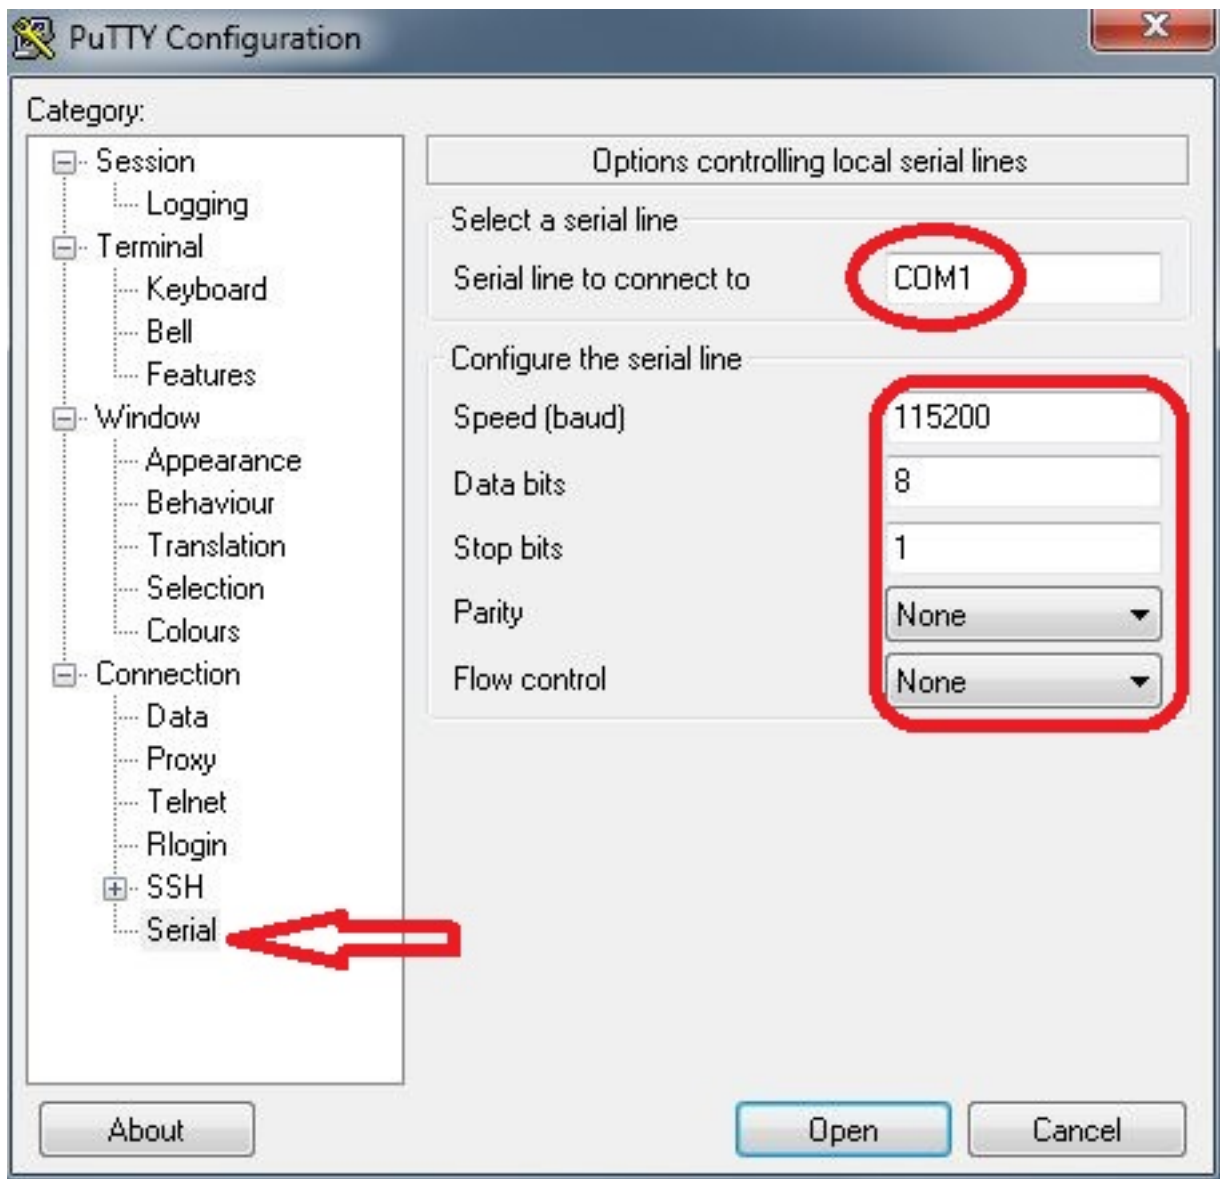 PuTTY Configuration
X
Category:
Session
Logging
Terminal
Keyboard
Bell
Features
Window
Appearance
Behaviour
Translation
Selection
Colours
Connection
Data
Proxy
Telnet
Rlogin
SSH
Serial
Options controlling local serial lines
Select a serial line
Serial line to connect to COM1
Configure the serial line
Speed (baud) 115200
Data bits 8
Stop bits 1
Parity None
Flow control None
About Open Cancel